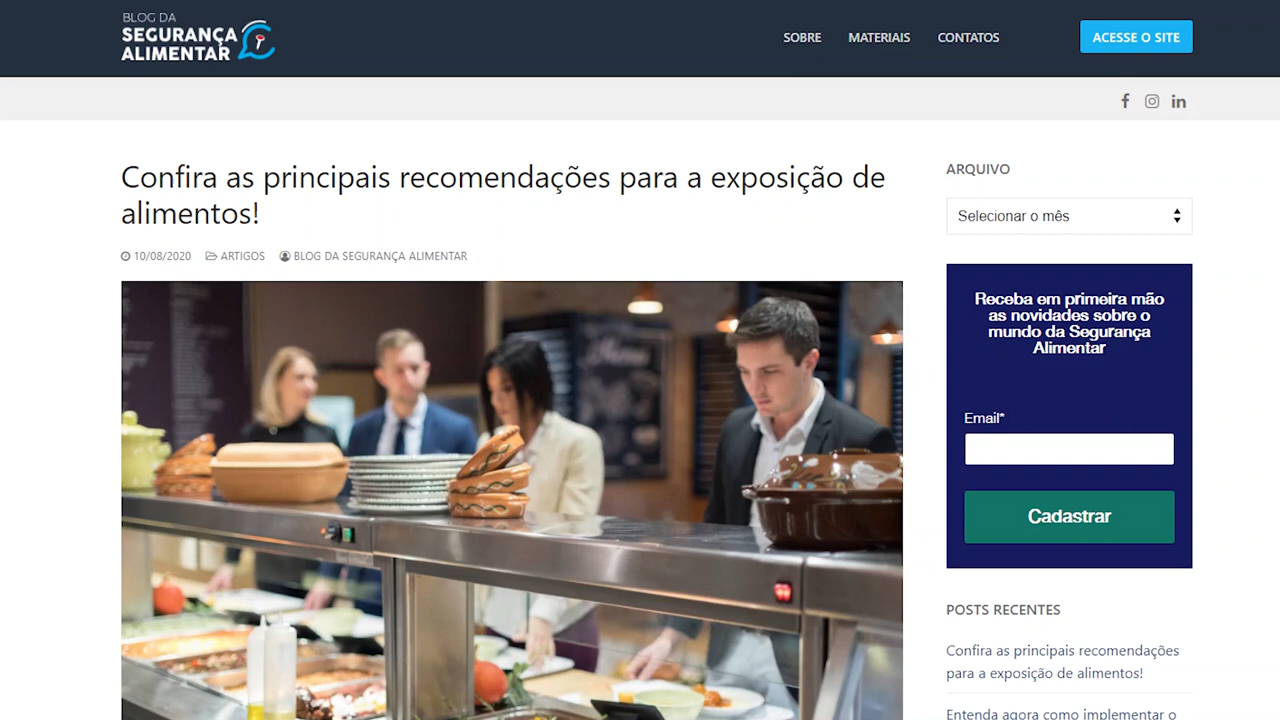 BLOG DA
SEGURANÇA
ALIMENTAR
SOBRE
MATERIAIS
CONTATOS
ACESSE O SITE
Confira as principais recomendações para a exposição de
alimentos!
10/08/2020
ARTIGOS
BLOG DA SEGURANÇA ALIMENTAR
ARQUIVO
Selecionar o mês
Receba em primeira mão
as novidades sobre o
mundo da Segurança
Alimentar
Email*
Cadastrar
POSTS RECENTES
Confira as principais recomendações
para a exposição de alimentos!
Entenda agora como implementar o